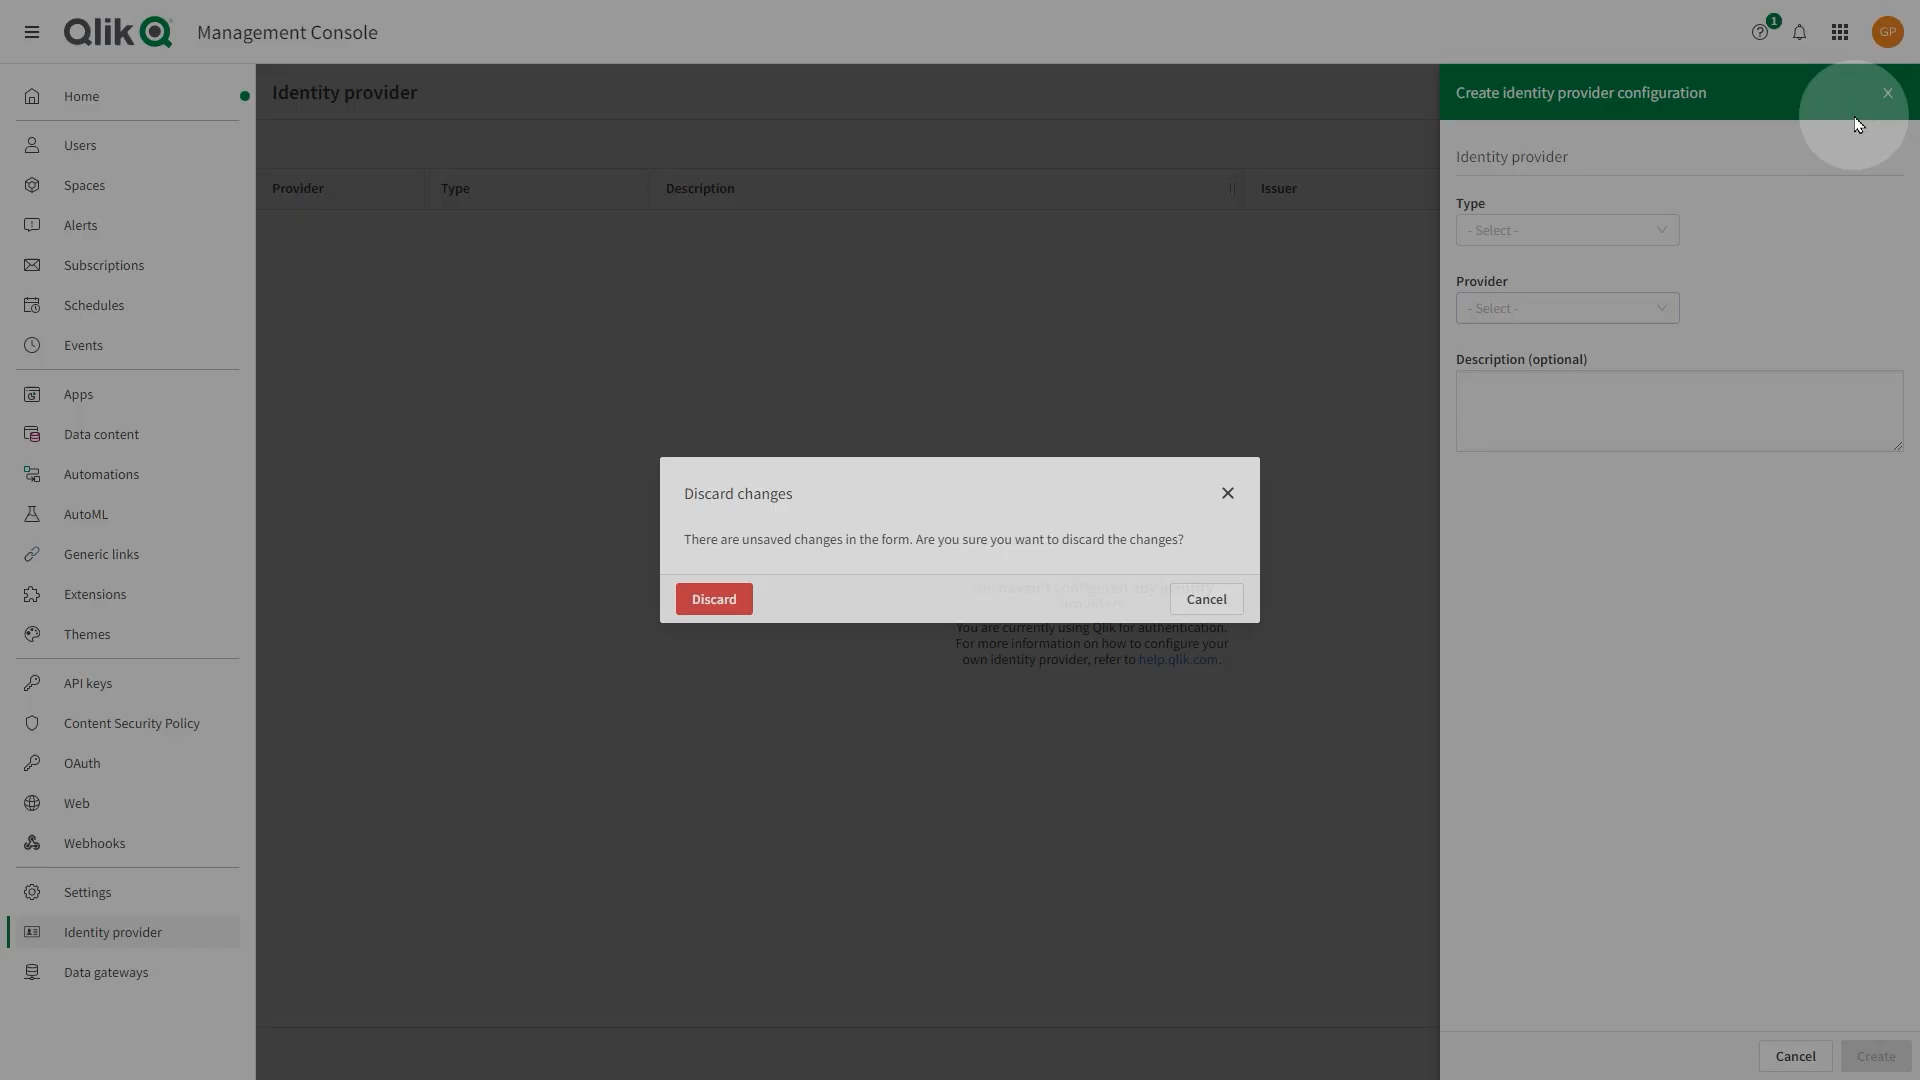 Qlik
Management Console
1
GP
Home
Users
Spaces
Alerts
Subscriptions
Schedules
Events
Apps
Data content
Automations
AutoML
Generic links
Extensions
Themes
API keys
Content Security Policy
OAuth
Web
Webhooks
Settings
Identity provider
Data gateways
Identity provider
Provider
Type
Description
Issuer
Discard changes
There are unsaved changes in the form. Are you sure you want to discard the changes?
Discard
Cancel
You haven't configured any identity
providers
You are currently using Qlik for authentication.
For more information on how to configure your
own identity provider, refer to help.qlik.com.
Create identity provider configuration
Identity provider
Type
- Select -
Provider
- Select -
Description (optional)
Cancel
Create